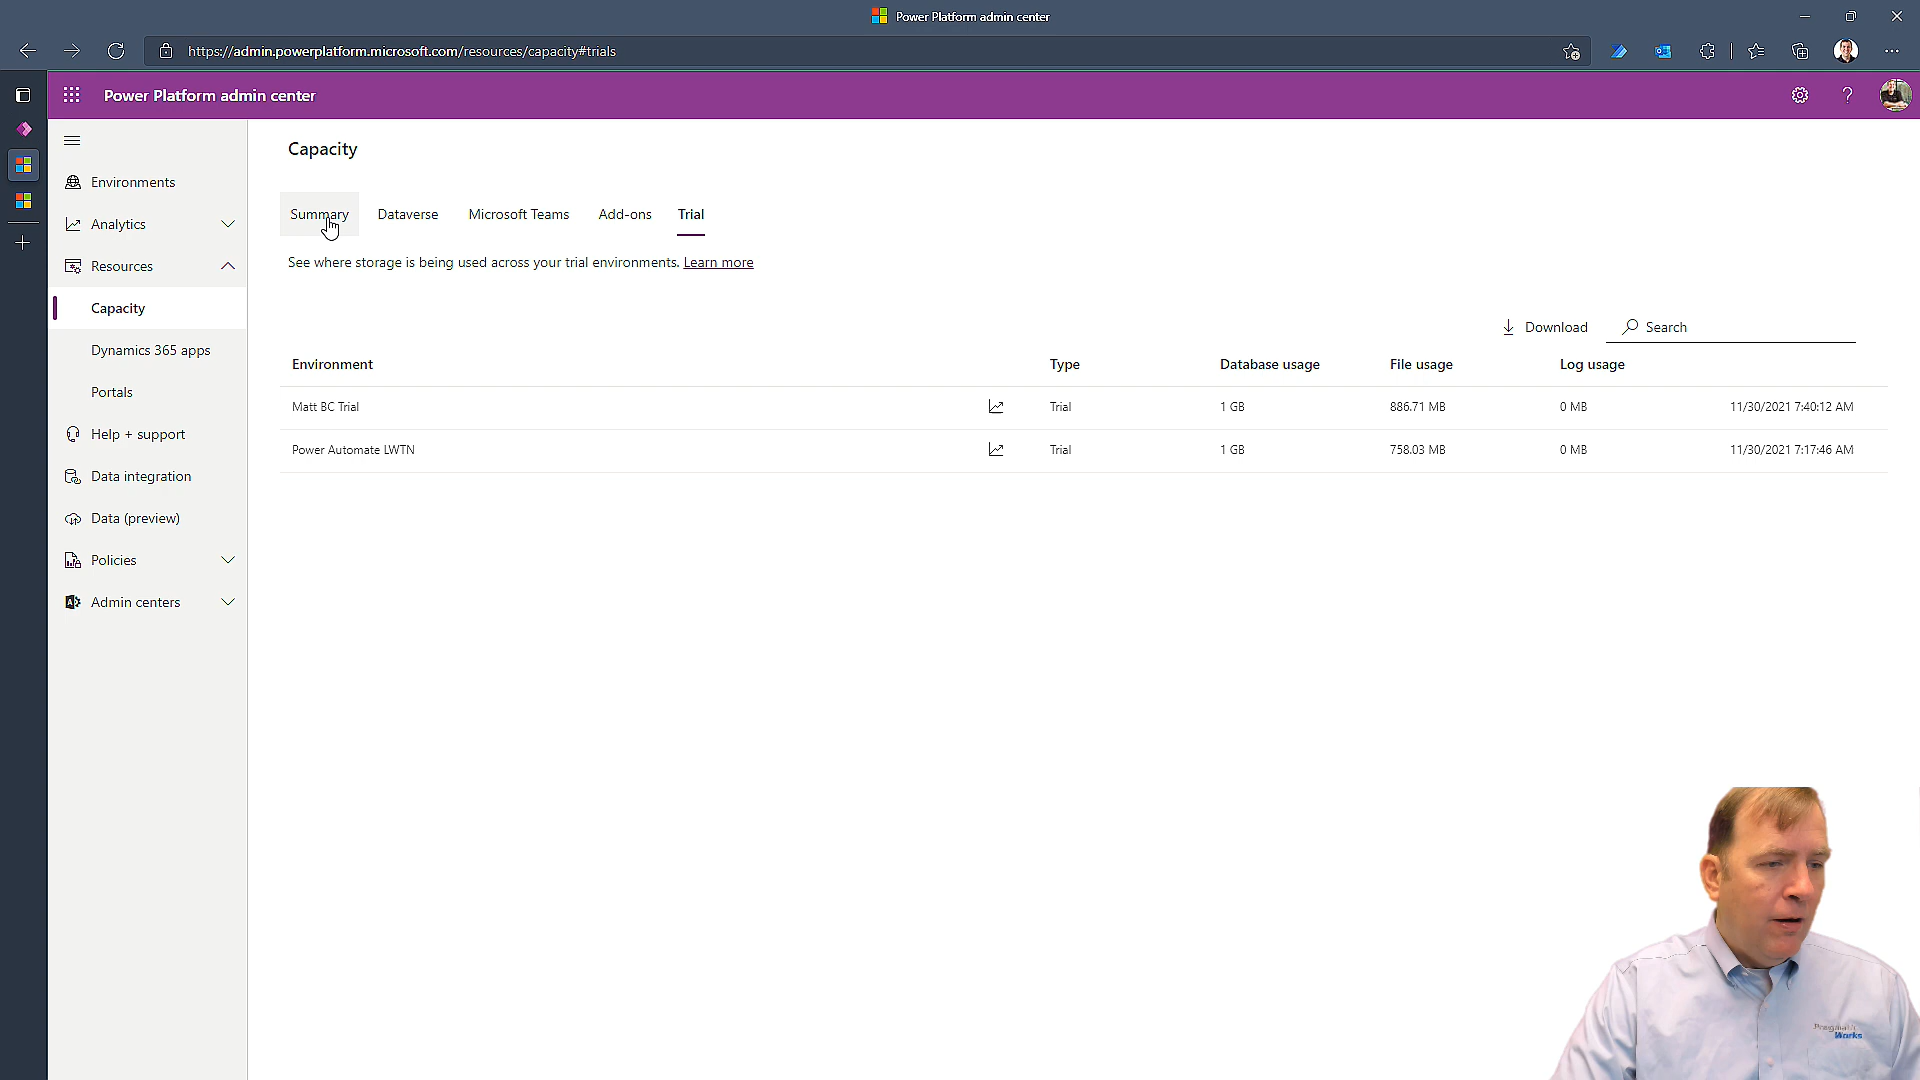 Power Platform admin center
https://admin.powerplatform.microsoft.com/resources/capacity#trials
Power Platform admin center
?
Environments
Analytics
Resources
Capacity
Dynamics 365 apps
Portals
Help + support
Data integration
Data (preview)
Policies
Admin centers
Capacity
Summary Dataverse Microsoft Teams Add-ons Trial
See where storage is being used across your trial environments. Learn more
Download Search
Environment Type Database usage File usage Log usage
Matt BC Trial Trial 1 GB 886.71 MB 0 MB 11/30/2021 7:40:12 AM
Power Automate LWTN Trial 1 GB 758.03 MB 0 MB 11/30/2021 7:17:46 AM
Works